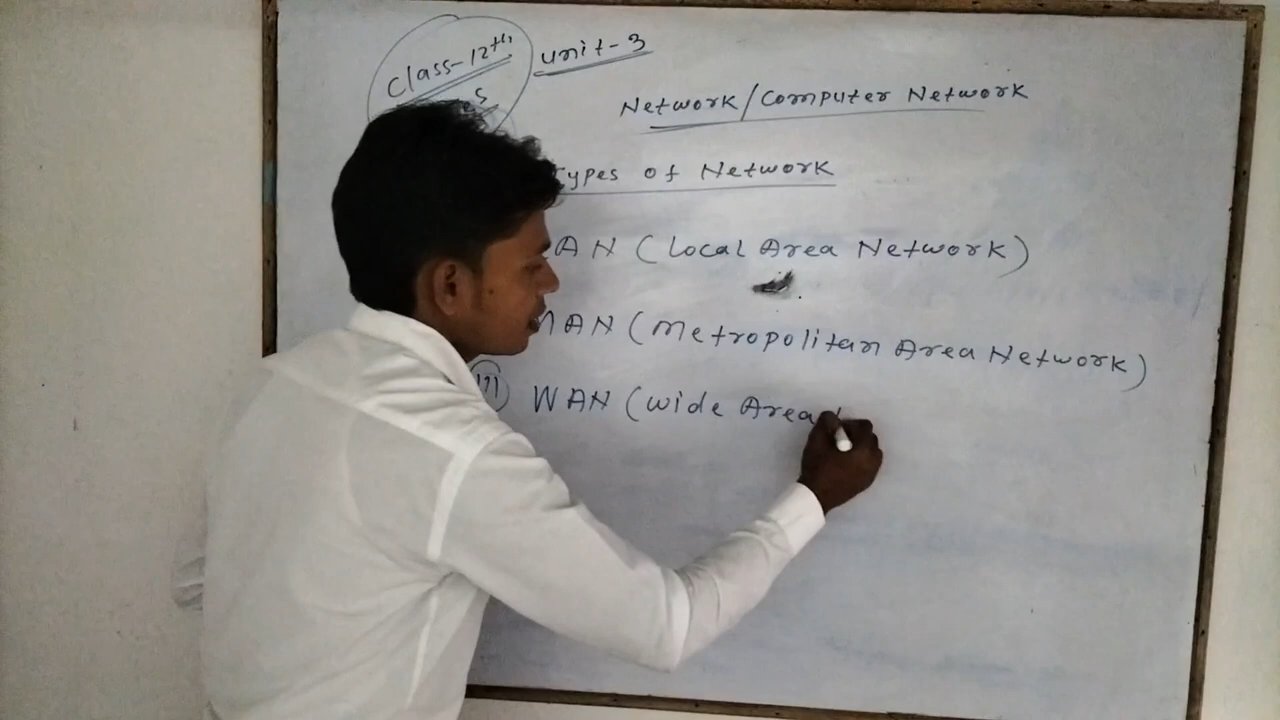 Class-12th unit-3
Network/Computer Network
Types of Network
AN (Local Area Network)
MAN (Metropolitan Area Network)
(iii) WAN (Wide Area